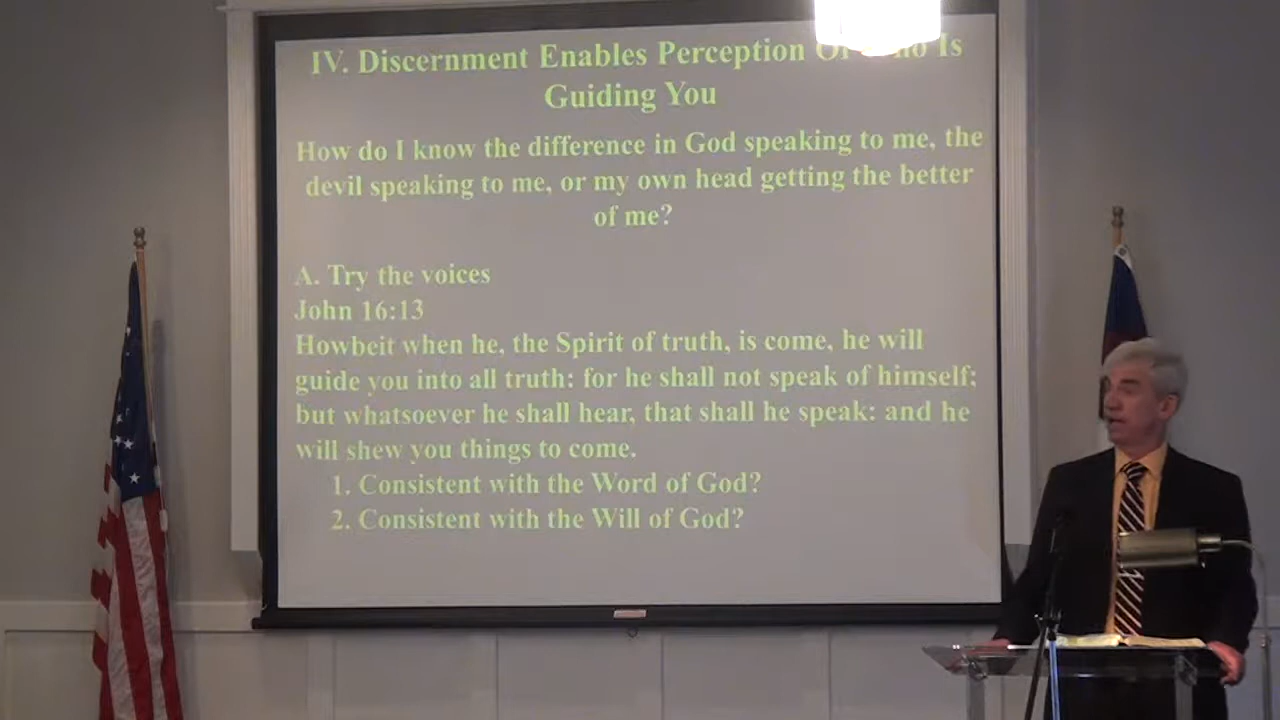 IV. Discernment Enables Perception Is
Guiding You
How do I know the difference in God speaking to me, the
devil speaking to me, or my own head getting the better
of me?
A. Try the voices
John 16:13
Howbeit when he, the Spirit of truth, is come, he will
guide you into all truth: for he shall not speak of himself;
but whatsoever he shall hear, that shall he speak: and he
will shew you things to come.
1. Consistent with the Word of God?
2. Consistent with the Will of God?